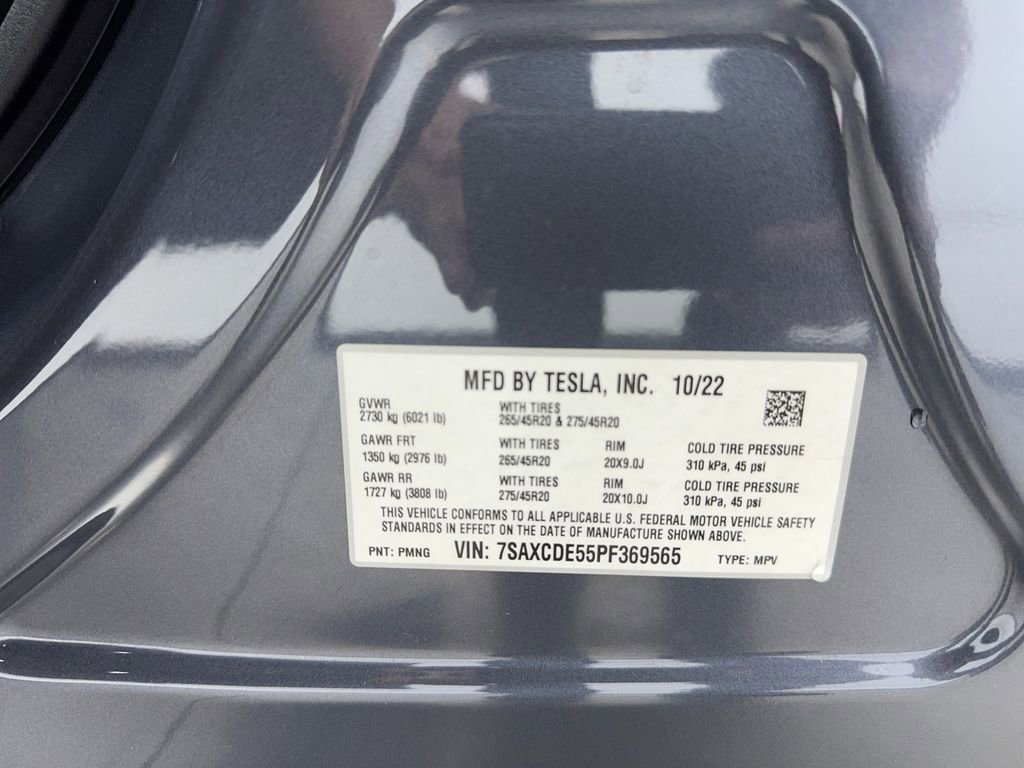 MFD BY TESLA, INC. 10/22
GVWR WITH TIRES
2730 kg (6021 lb) 265/45R20 & 275/45R20
GAWR FRT WITH TIRES RIM COLD TIRE PRESSURE
1350 kg (2976 lb) 265/45R20 20X9.0J 310 kPa, 45 psi
GAWR RR WITH TIRES RIM COLD TIRE PRESSURE
1727 kg (3808 lb) 275/45R20 20X10.0J 310 kPa, 45 psi
THIS VEHICLE CONFORMS TO ALL APPLICABLE U.S. FEDERAL MOTOR VEHICLE SAFETY
STANDARDS IN EFFECT ON THE DATE OF MANUFACTURE SHOWN ABOVE.
PNT: PMNG VIN: 7SAXCDE55PF369565 TYPE: MPV